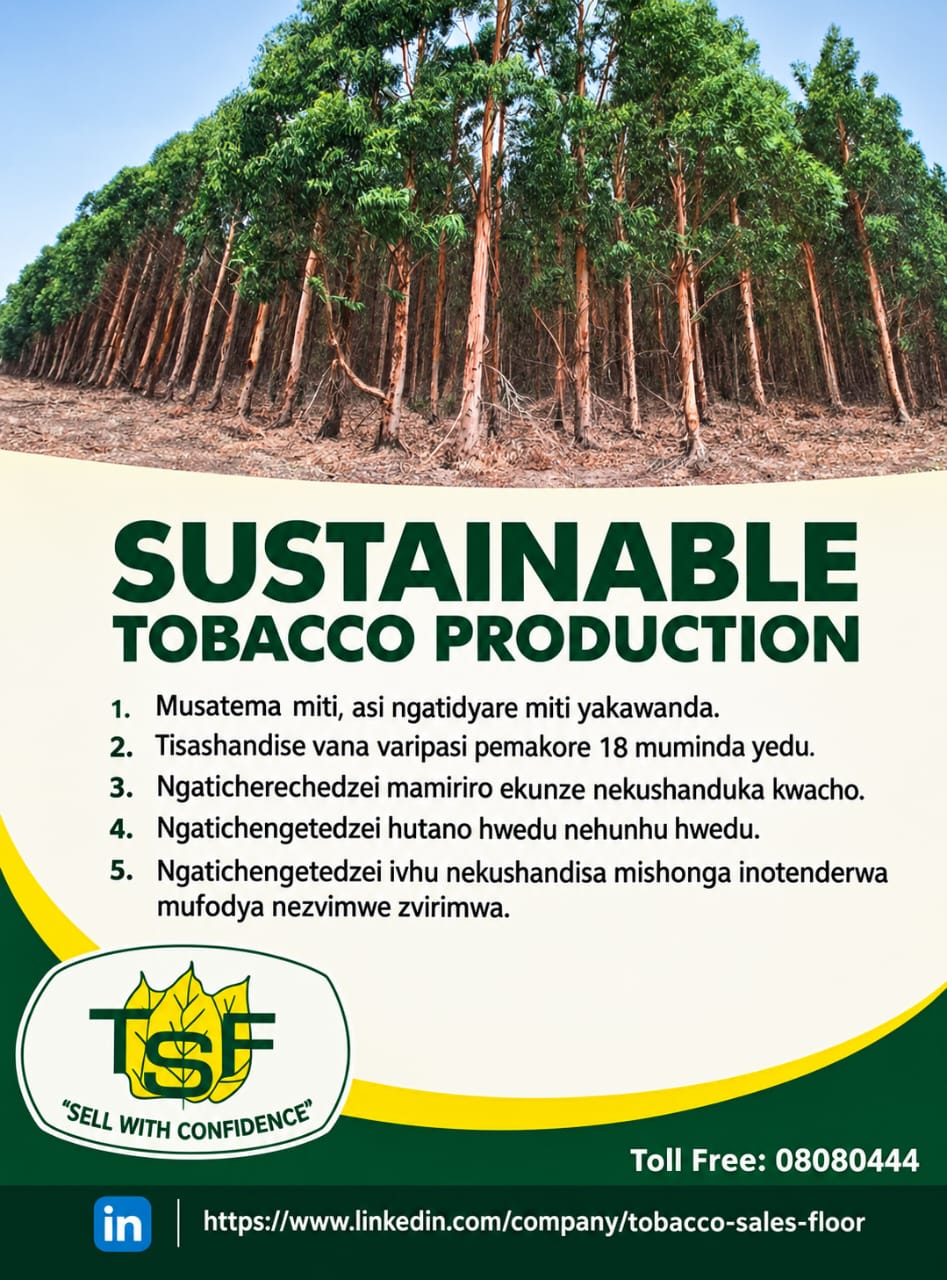 SUSTAINABLE
TOBACCO PRODUCTION
1. Musatema miti, asi ngatidyare miti yakawanda.
2. Tisashandise vana varipasi pemakore 18 muminda yedu.
3. Ngaticherechedzei mamiriro ekunze nekushanduka kwacho.
4. Ngatichengetedzei hutano hwedu nehunhu hwedu.
5. Ngatichengetedzei ivhu nekushandisa mishonga inotenderwa
mufodya nezvimwe zvirimwa.
TSF
"SELL WITH CONFIDENCE"
Toll Free: 08080444
in
https://www.linkedin.com/company/tobacco-sales-floor